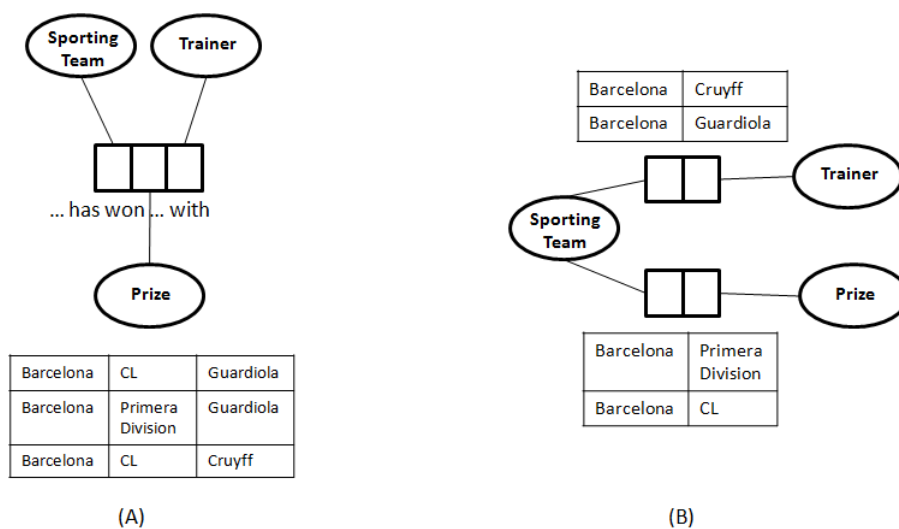 Sporting
Team
Trainer
... has won ... with
Prize
Barcelona CL Guardiola
Barcelona Primera Guardiola
Division
Barcelona CL Cruyff
(A)
Barcelona Cruyff
Barcelona Guardiola
Trainer
Sporting
Team
Prize
Barcelona Primera
Division
Barcelona CL
(B)